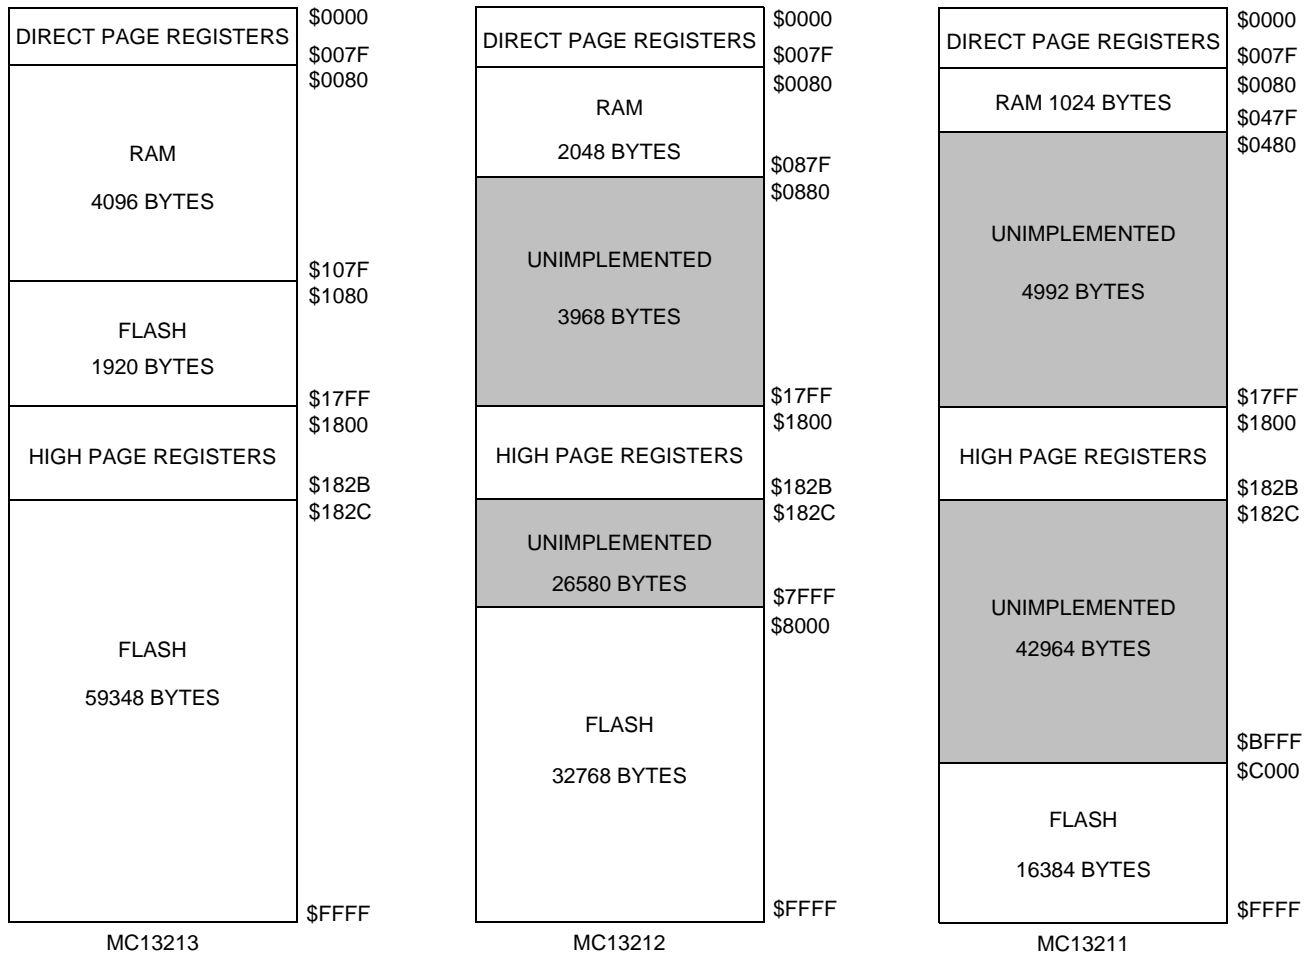 DIRECT PAGE REGISTERS
$0000
$007F
$0080
RAM
4096 BYTES
$107F
$1080
FLASH
1920 BYTES
$17FF
$1800
HIGH PAGE REGISTERS
$182B
$182C
FLASH
59348 BYTES
$FFFF
MC13213
DIRECT PAGE REGISTERS
$0000
$007F
$0080
RAM
2048 BYTES
$087F
$0880
UNIMPLEMENTED
3968 BYTES
$17FF
$1800
HIGH PAGE REGISTERS
$182B
$182C
UNIMPLEMENTED
26580 BYTES
$7FFF
$8000
FLASH
32768 BYTES
$FFFF
MC13212
DIRECT PAGE REGISTERS
$0000
$007F
$0080
RAM 1024 BYTES
$047F
$0480
UNIMPLEMENTED
4992 BYTES
$17FF
$1800
HIGH PAGE REGISTERS
$182B
$182C
UNIMPLEMENTED
42964 BYTES
$BFFF
$C000
FLASH
16384 BYTES
$FFFF
MC13211